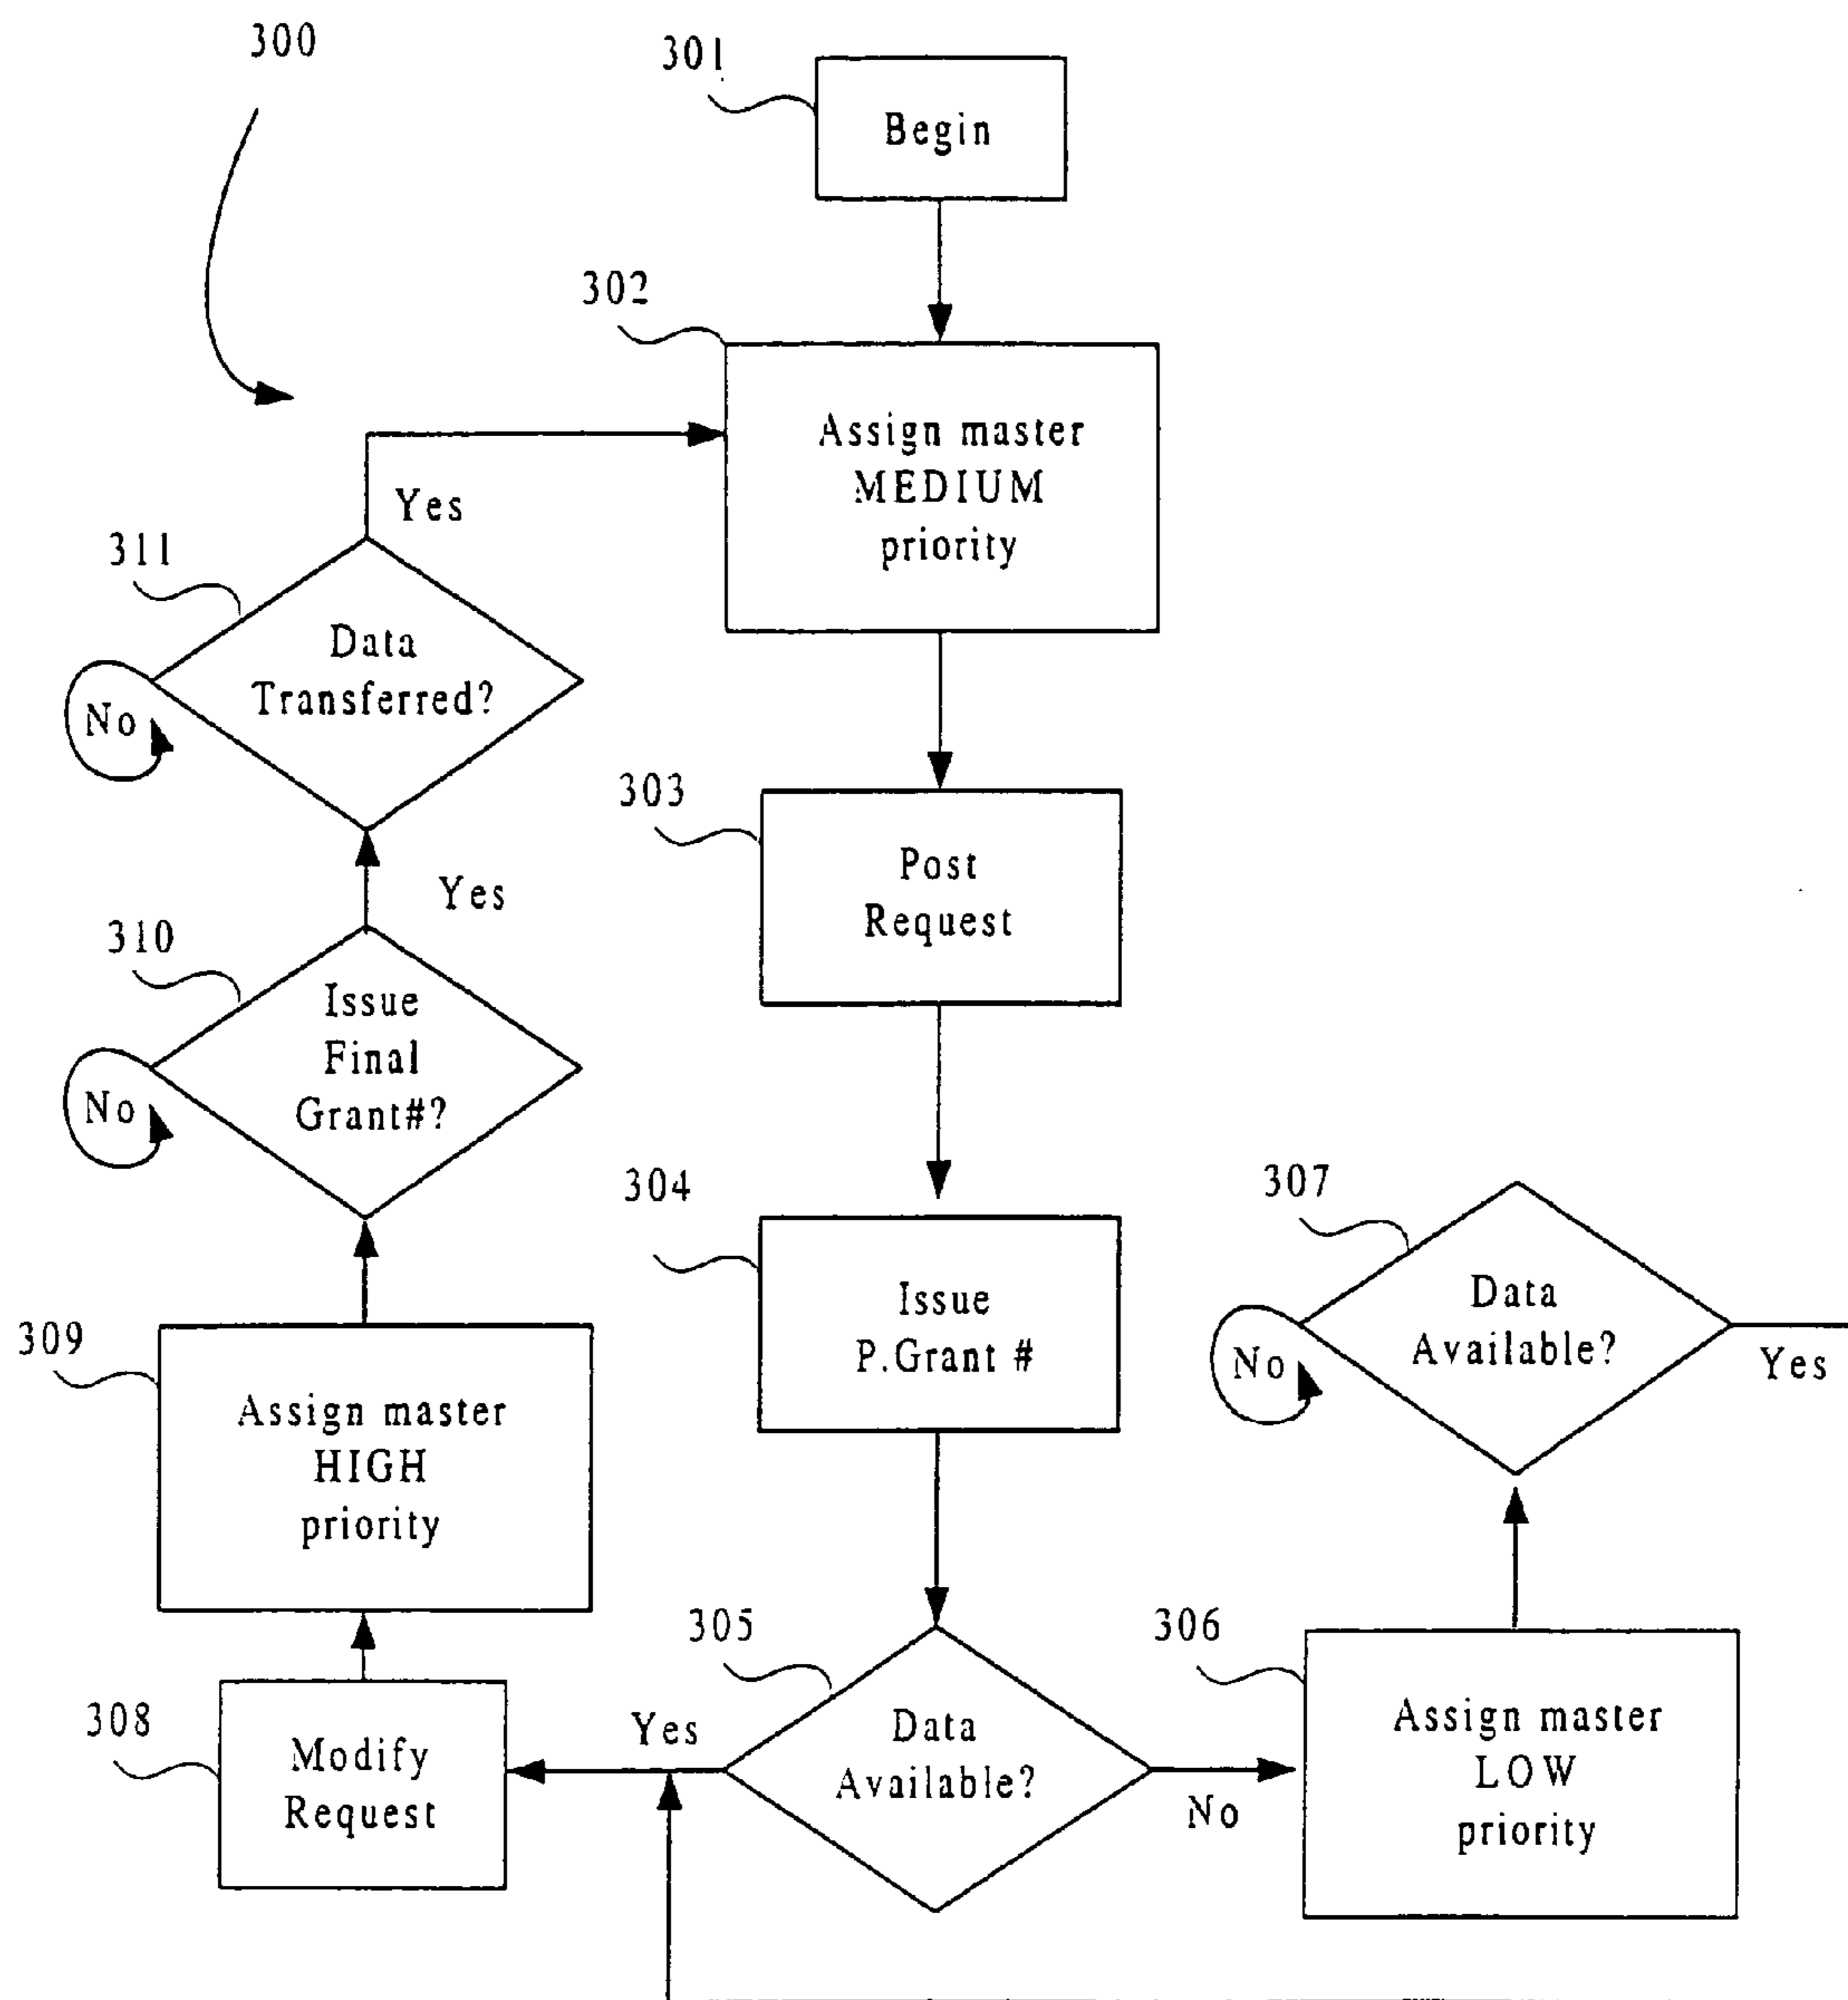 300
301
Begin
302
Assign master
MEDIUM
priority
Yes
311
Data
Transferred?
No
303
Post
Request
Yes
310
Issue
Final
Grant#?
No
304
Issue
P.Grant #
307
Data
Available?
No
Yes
309
Assign master
HIGH
priority
305
Data
Available?
Yes
No
306
Assign master
LOW
priority
308
Modify
Request